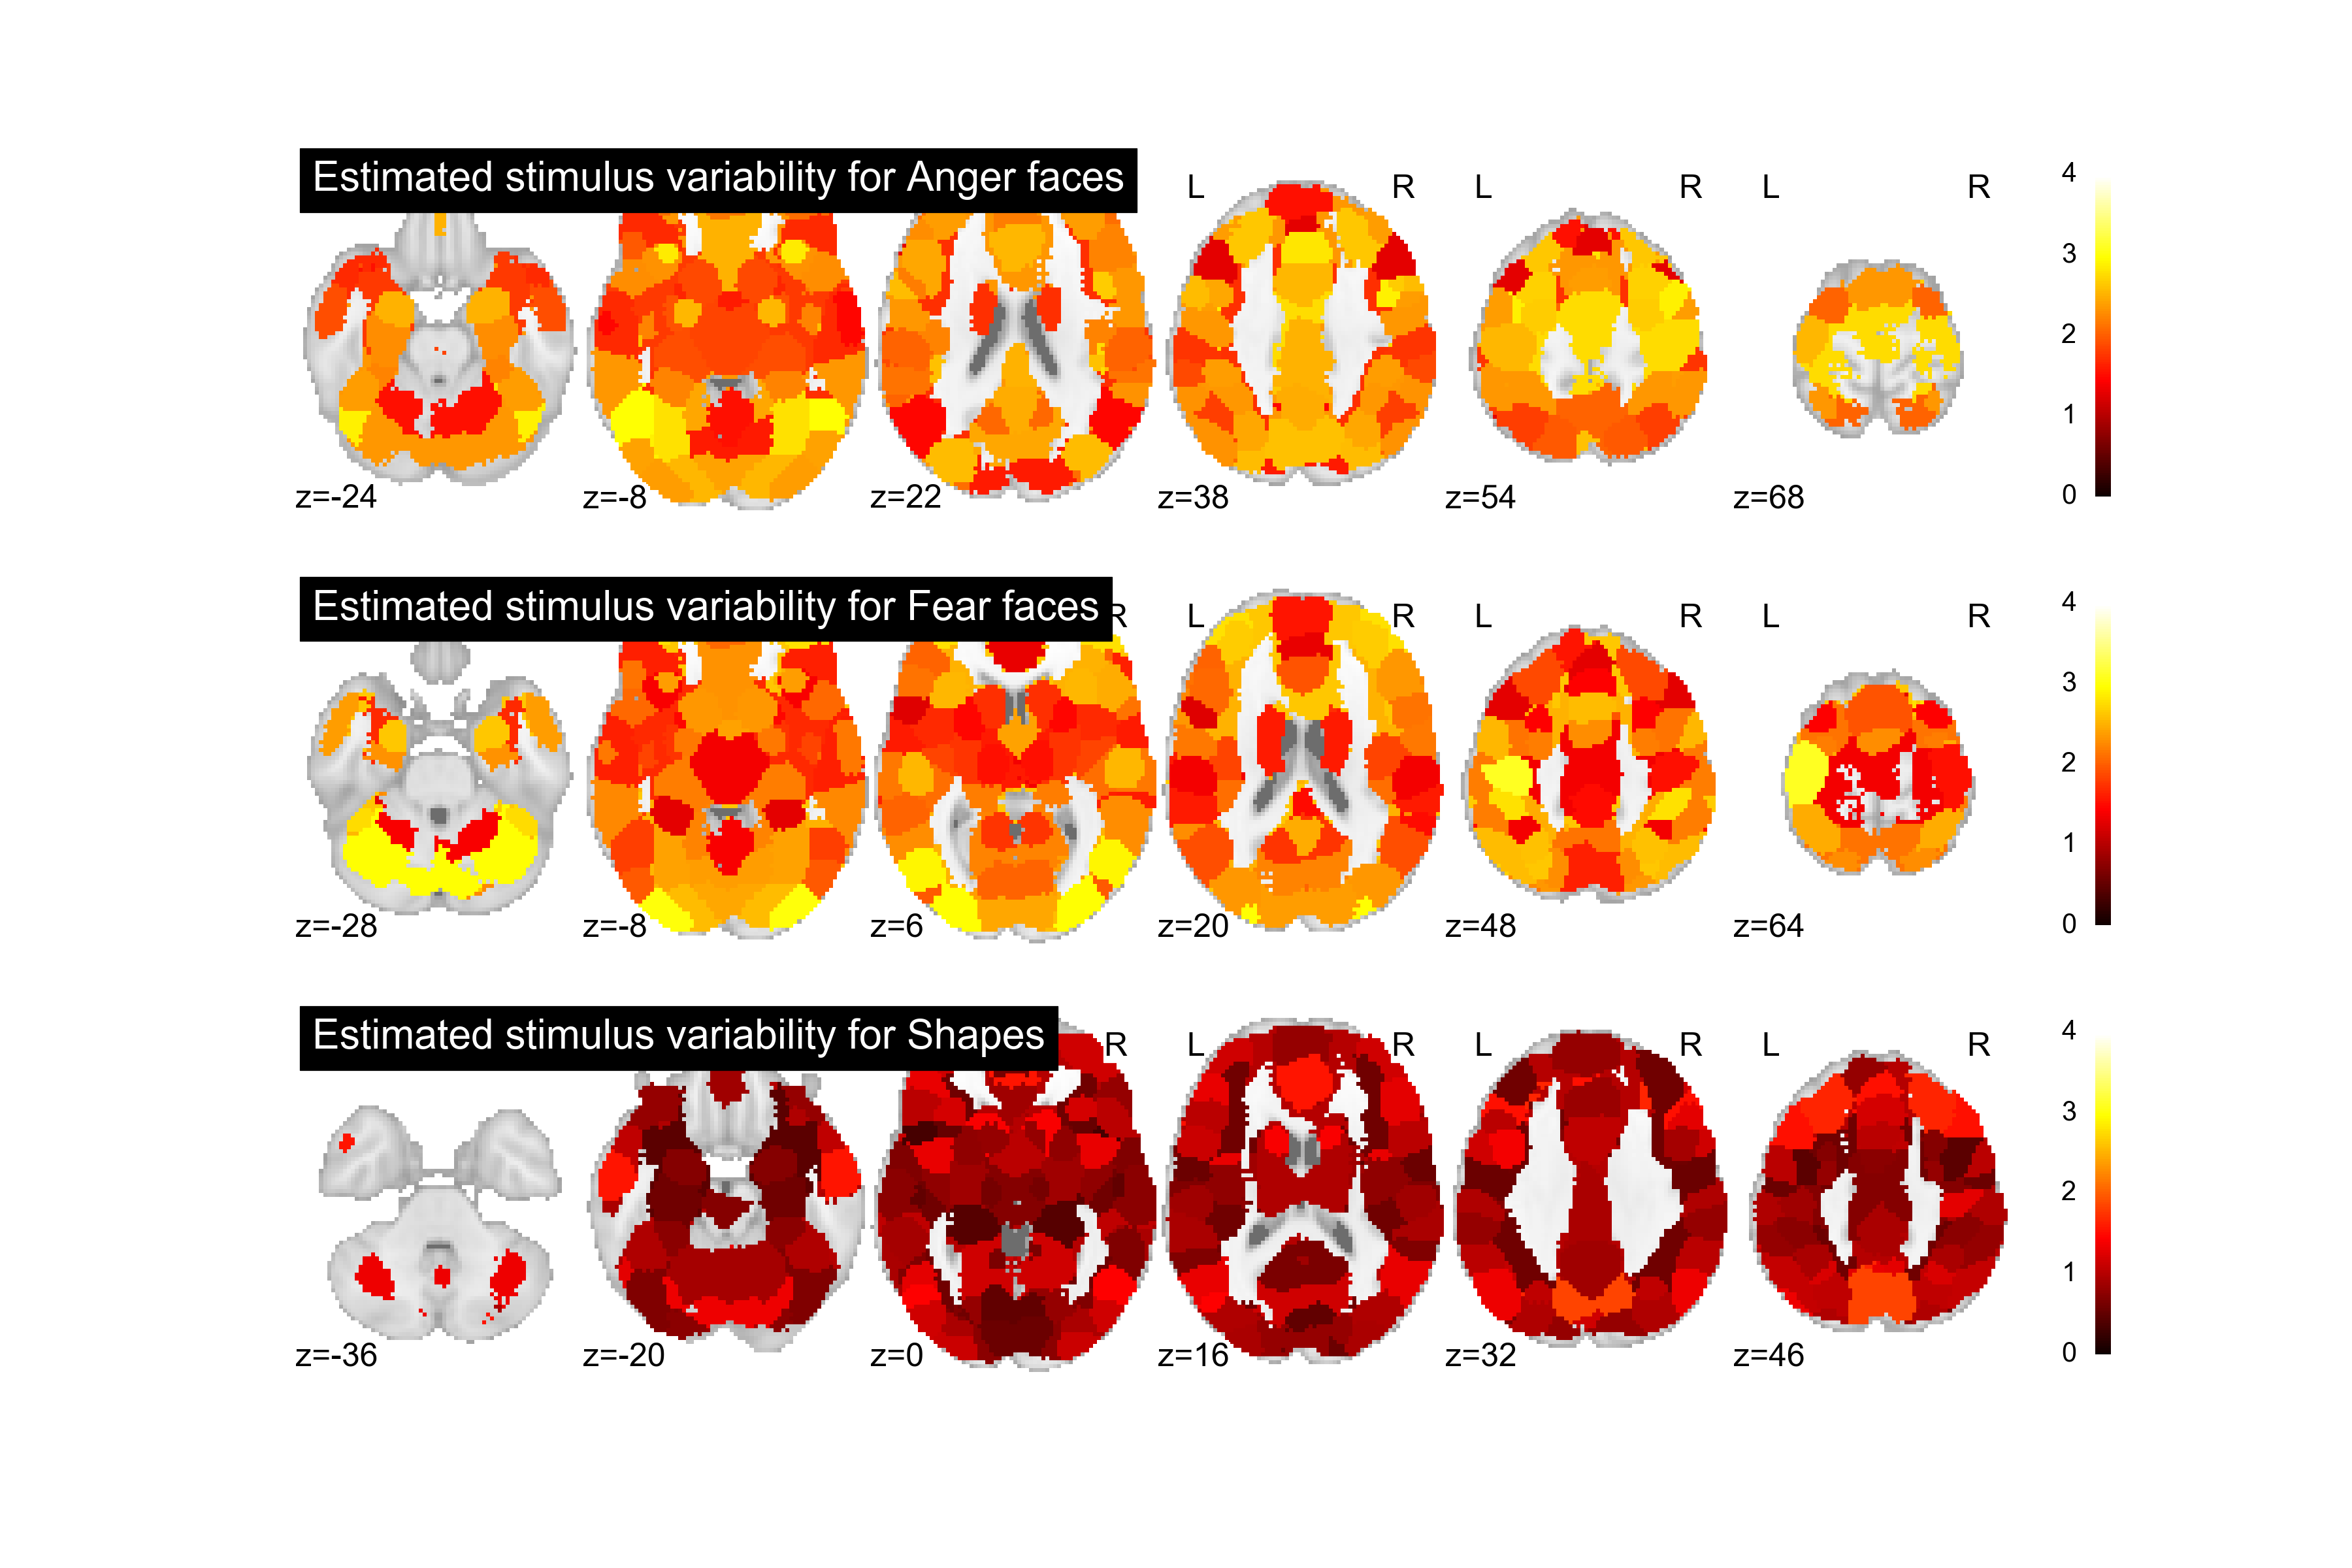 Estimated stimulus variability for Anger faces
L R L R L R
4
3
2
1
0
z=-24 z=-8 z=22 z=38 z=54 z=68
Estimated stimulus variability for Fear faces
R L R L R L R
4
3
2
1
0
z=-28 z=-8 z=6 z=20 z=48 z=64
Estimated stimulus variability for Shapes
R L R L R L R
4
3
2
1
0
z=-36 z=-20 z=0 z=16 z=32 z=46